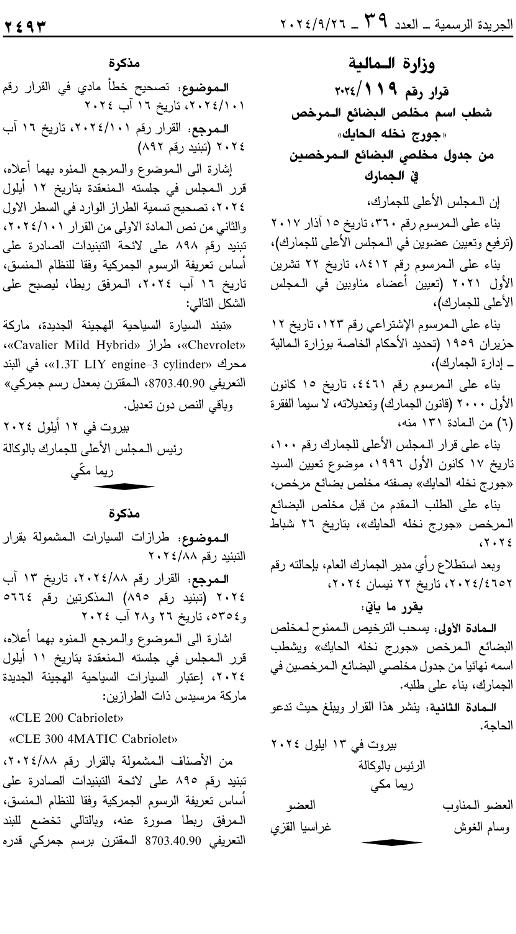 الجريدة الرسمية ــ العدد ٣٩ ــ ٢٠٢٤/٩/٢٦
٢٤٩٣
وزارة المالية
قرار رقم ٢٠٢٤/١١٩
شطب اسم مخلص البضائع المرخص
«جورج نخله الحايك»
من جدول مخلصي البضائع المرخصين
في الجمارك
إن المجلس الأعلى للجمارك،
بناء على المرسوم رقم ٣٦٠، تاريخ ١٥ آذار ٢٠١٧
(ترفيع وتعيين عضوين في المجلس الأعلى للجمارك)،
بناء على المرسوم رقم ٨٤١٢، تاريخ ٢٢ تشرين
الأول ٢٠٢١ (تعيين أعضاء مناوبين في المجلس
الأعلى للجمارك)،
بناء على المرسوم الإشتراعي رقم ١٢٣، تاريخ ١٢
حزيران ١٩٥٩ (تحديد الأحكام الخاصة بوزارة المالية
ــ إدارة الجمارك)،
بناء على المرسوم رقم ٤٤٦١، تاريخ ١٥ كانون
الأول ٢٠٠٠ (قانون الجمارك) وتعديلاته، لا سيما الفقرة
(٦) من المادة ١٣١ منه،
بناء على قرار المجلس الأعلى للجمارك رقم ١٠٠،
تاريخ ١٧ كانون الأول ١٩٩٦، موضوع تعيين السيد
«جورج نخله الحايك» بصفته مخلص بضائع مرخص،
بناء على الطلب المقدم من قبل مخلص البضائع
المرخص «جورج نخله الحايك»، بتاريخ ٢٦ شباط
٢٠٢٤،
وبعد استطلاع رأي مدير الجمارك العام، بإحالته رقم
٢٠٢٤/٤٦٥٢، تاريخ ٢٢ نيسان ٢٠٢٤،
يقرر ما يأتي:
المادة الأولى: يسحب الترخيص الممنوح لمخلص
البضائع المرخص «جورج نخله الحايك» ويشطب
اسمه نهائيا من جدول مخلصي البضائع المرخصين في
الجمارك، بناء على طلبه.
المادة الثانية: ينشر هذا القرار ويبلغ حيث تدعو
الحاجة.
بيروت في ١٣ ايلول ٢٠٢٤
الرئيس بالوكالة
ريما مكي
العضو المناوب العضو
وسام الغوش غراسيا القزي
مذكرة
الموضوع: تصحيح خطأ مادي في القرار رقم
٢٠٢٤/١٠١، تاريخ ١٦ آب ٢٠٢٤
المرجع: القرار رقم ٢٠٢٤/١٠١، تاريخ ١٦ آب
٢٠٢٤ (تبنيد رقم ٨٩٢)
إشارة الى الموضوع والمرجع المنوه بهما أعلاه،
قرر المجلس في جلسته المنعقدة بتاريخ ١٢ أيلول
٢٠٢٤، تصحيح تسمية الطراز الوارد في السطر الاول
والثاني من نص المادة الاولى من القرار ٢٠٢٤/١٠١،
تبنيد رقم ٨٩٨ على لائحة التبنيدات الصادرة على
أساس تعريفة الرسوم الجمركية وفقا للنظام المنسق،
تاريخ ١٦ آب ٢٠٢٤، المرفق ربطا، ليصبح على
الشكل التالي:
«تبند السيارة السياحية الهجينة الجديدة، ماركة
«Chevrolet»، طراز «Cavalier Mild Hybrid»،
محرك «1.3T LIY engine–3 cylinder»، في البند
التعريفي 8703.40.90، المقترن بمعدل رسم جمركي»
وباقي النص دون تعديل.
بيروت في ١٢ أيلول ٢٠٢٤
رئيس المجلس الأعلى للجمارك بالوكالة
ريما مكّي
مذكرة
الموضوع: طرازات السيارات المشمولة بقرار
التبنيد رقم ٢٠٢٤/٨٨
المرجع: القرار رقم ٢٠٢٤/٨٨، تاريخ ١٣ آب
٢٠٢٤ (تبنيد رقم ٨٩٥) المذكرتين رقم ٥٦٦٤
و٥٣٥٤، تاريخ ٢٦ و٢٨ آب ٢٠٢٤
اشارة الى الموضوع والمرجع المنوه بهما أعلاه،
قرر المجلس في جلسته المنعقدة بتاريخ ١١ أيلول
٢٠٢٤، إعتبار السيارات السياحية الهجينة الجديدة
ماركة مرسيدس ذات الطرازين:
«CLE 200 Cabriolet»
«CLE 300 4MATIC Cabriolet»
من الأصناف المشمولة بالقرار رقم ٢٠٢٤/٨٨،
تبنيد رقم ٨٩٥ على لائحة التبنيدات الصادرة على
أساس تعريفة الرسوم الجمركية وفقا للنظام المنسق،
المرفق ربطا صورة عنه، وبالتالي تخضع للبند
التعريفي 8703.40.90 المقترن برسم جمركي قدره